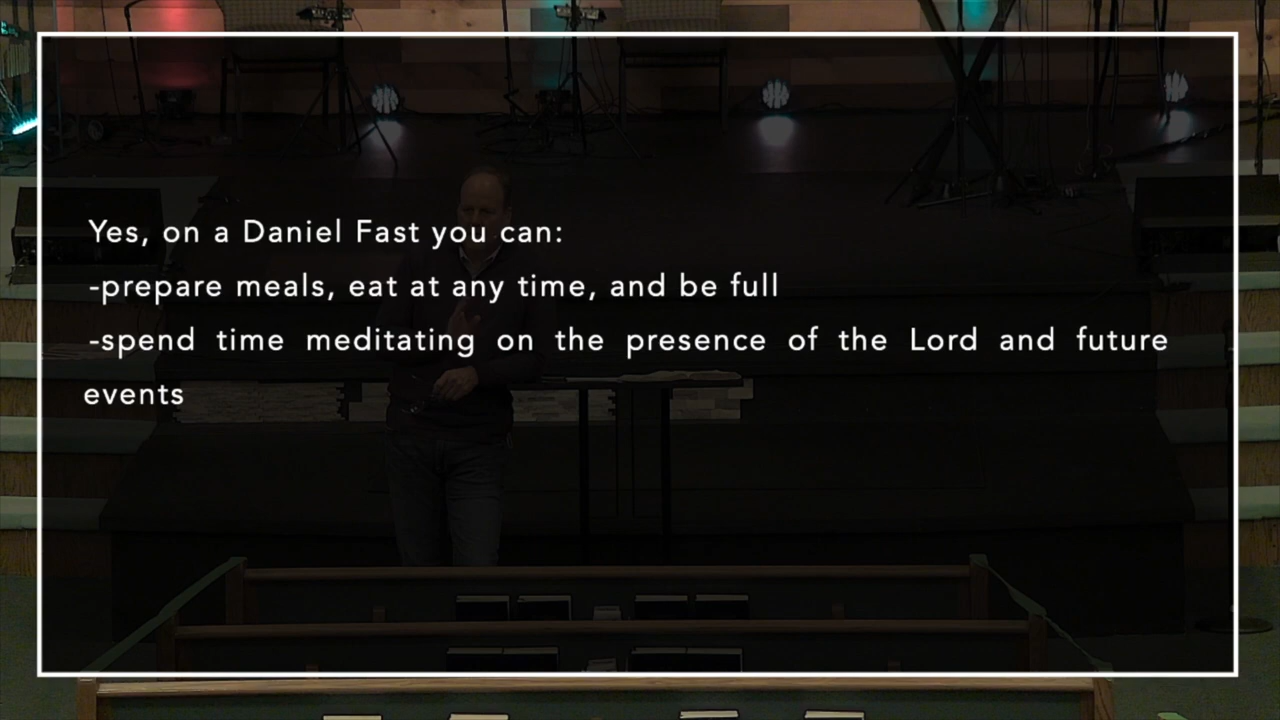 Yes, on a Daniel Fast you can:
-prepare meals, eat at any time, and be full
-spend time meditating on the presence of the Lord and future
events